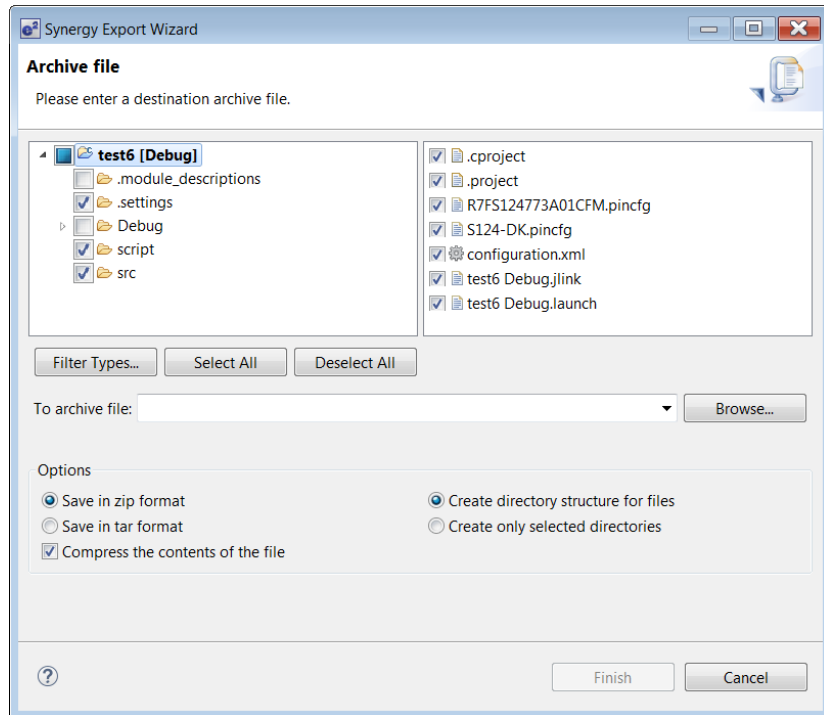 e² Synergy Export Wizard
Archive file
Please enter a destination archive file.
test6 [Debug]
.module_descriptions
.settings
Debug
script
src
.cproject
.project
R7FS124773A01CFM.pincfg
S124-DK.pincfg
configuration.xml
test6 Debug.jlink
test6 Debug.launch
Filter Types...
Select All
Deselect All
To archive file:
Browse...
Options
Save in zip format
Save in tar format
Compress the contents of the file
Create directory structure for files
Create only selected directories
?
Finish
Cancel